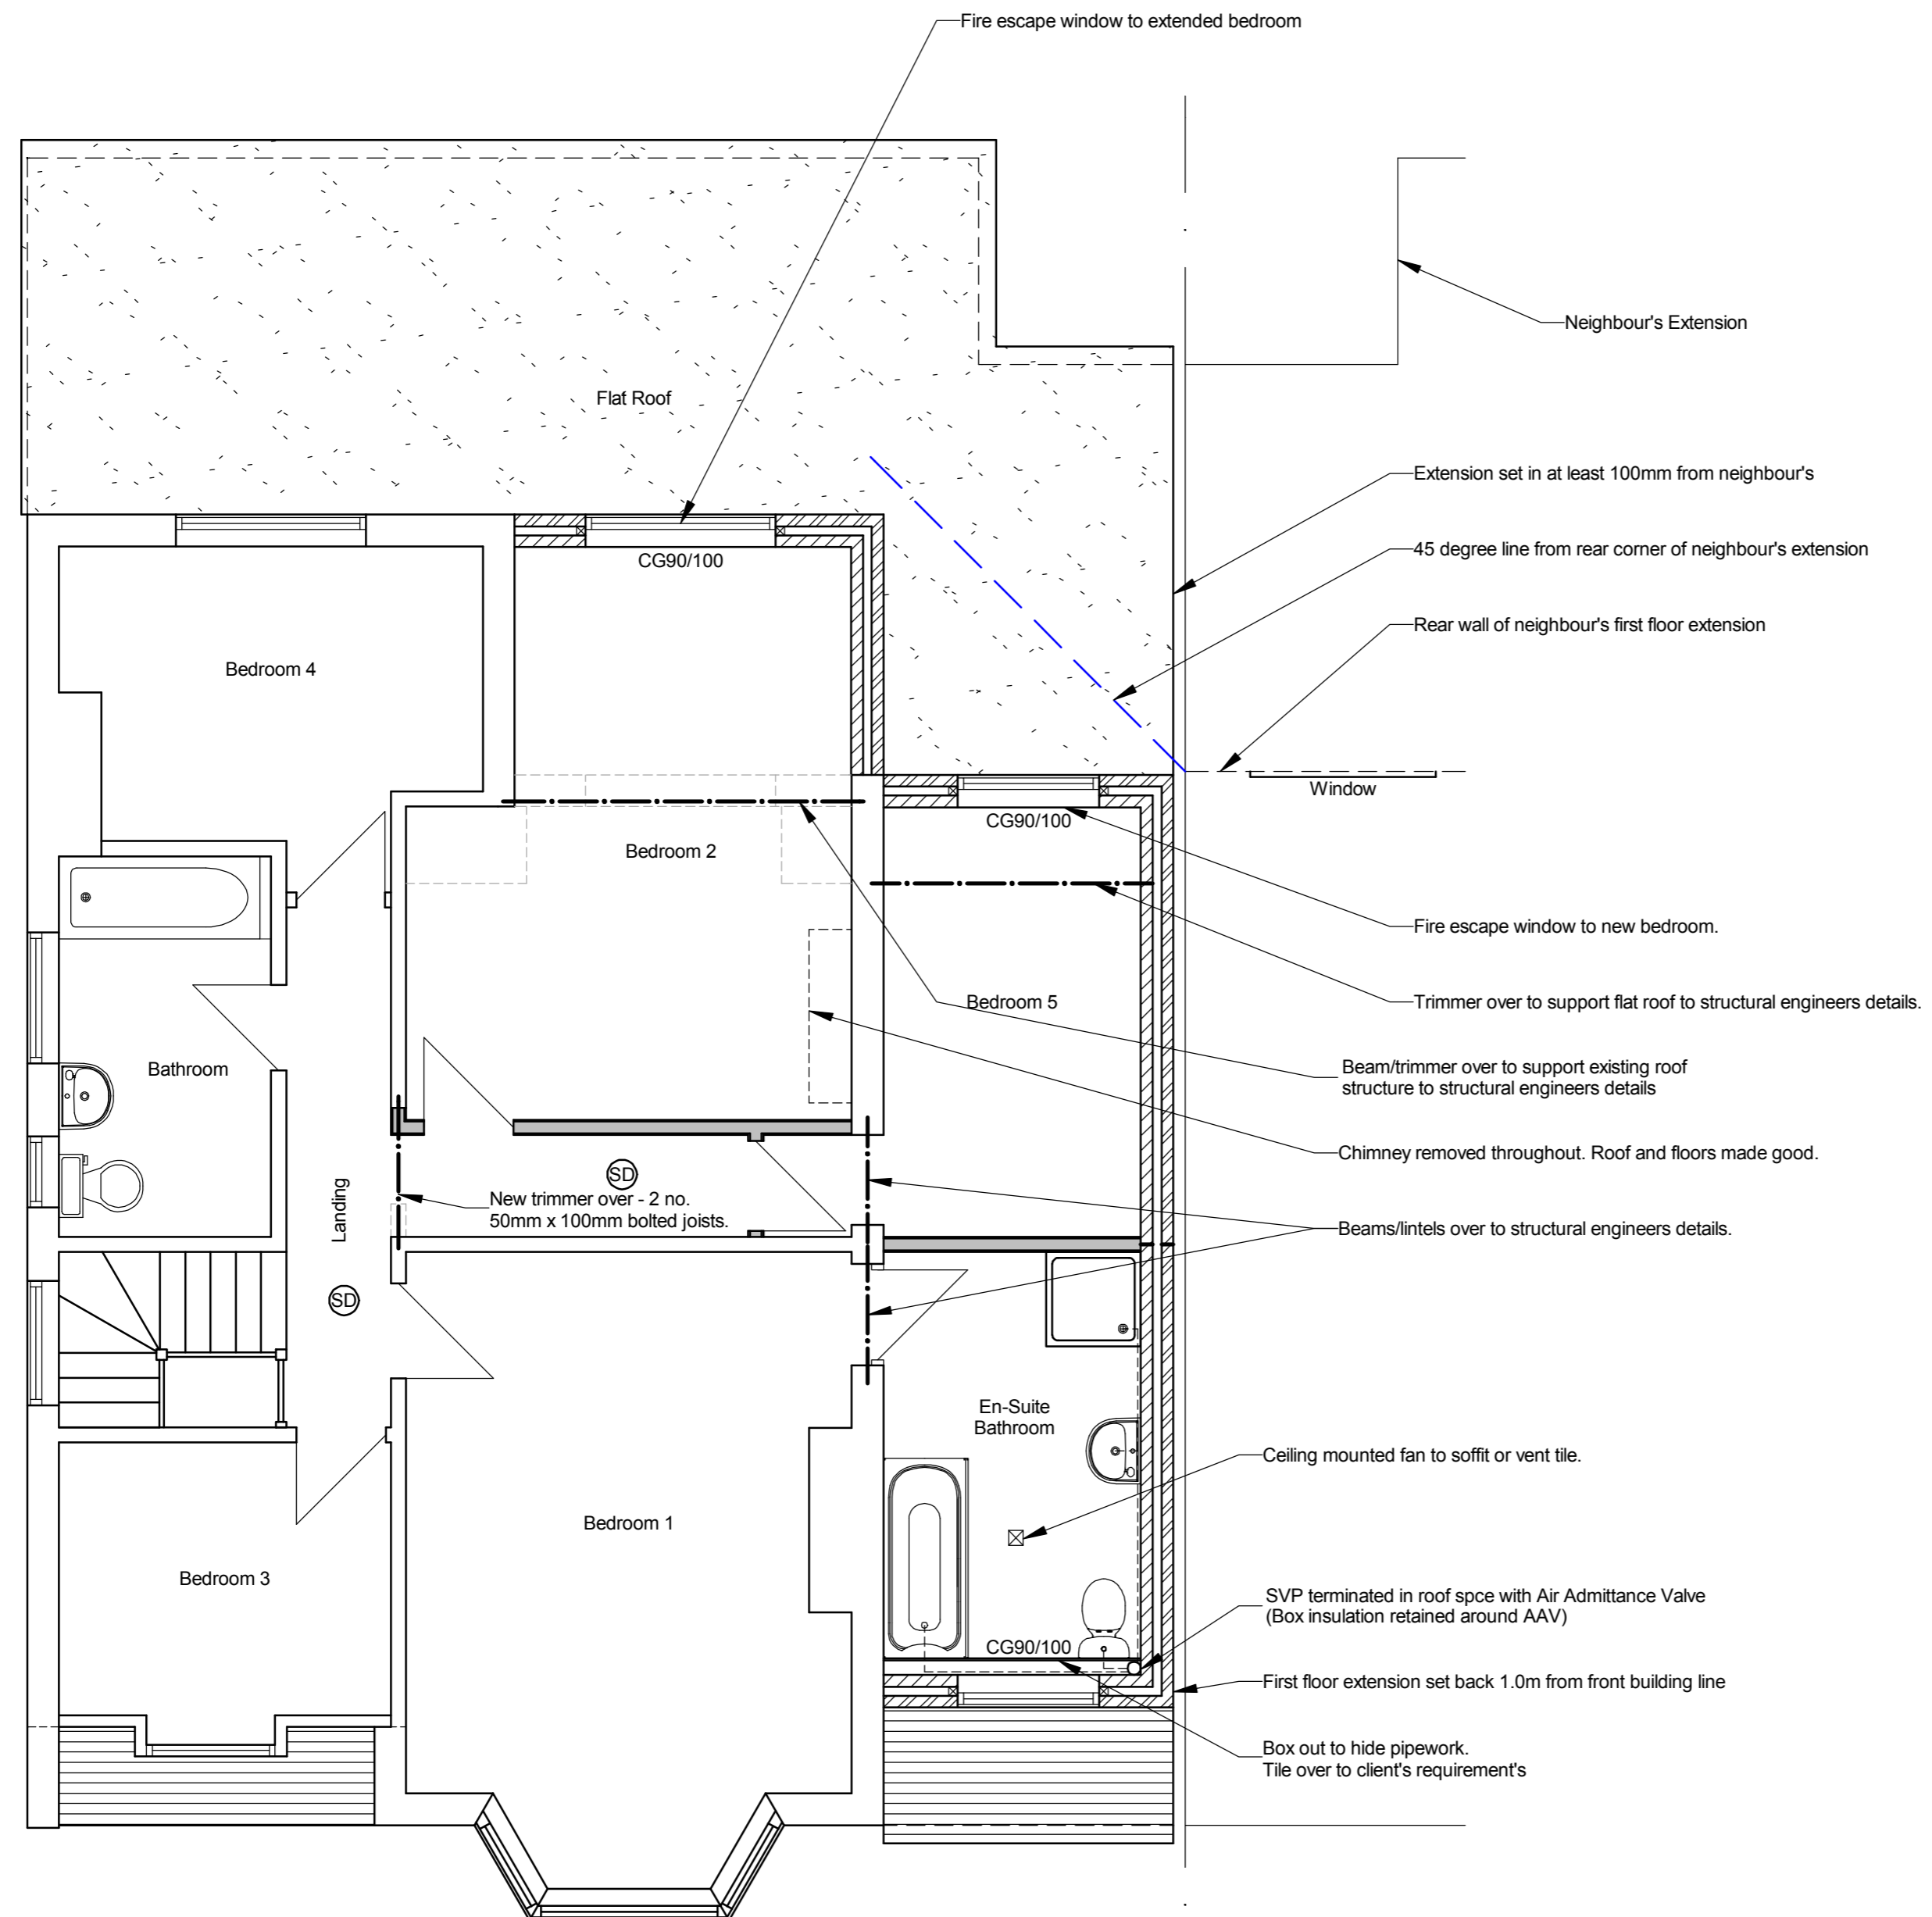 Fire escape window to extended bedroom
Neighbour's Extension
Flat Roof
Extension set in at least 100mm from neighbour's
45 degree line from rear corner of neighbour's extension
CG90/100
Rear wall of neighbour's first floor extension
Bedroom 4
Window
CG90/100
Bedroom 2
Fire escape window to new bedroom.
Bedroom 5
Trimmer over to support flat roof to structural engineers details.
Bathroom
Beam/trimmer over to support existing roof
structure to structural engineers details
Chimney removed throughout. Roof and floors made good.
SD
Landing
New trimmer over - 2 no.
50mm x 100mm bolted joists.
Beams/lintels over to structural engineers details.
SD
En-Suite
Bathroom
Ceiling mounted fan to soffit or vent tile.
Bedroom 1
Bedroom 3
SVP terminated in roof spce with Air Admittance Valve
(Box insulation retained around AAV)
CG90/100
First floor extension set back 1.0m from front building line
Box out to hide pipework.
Tile over to client's requirement's